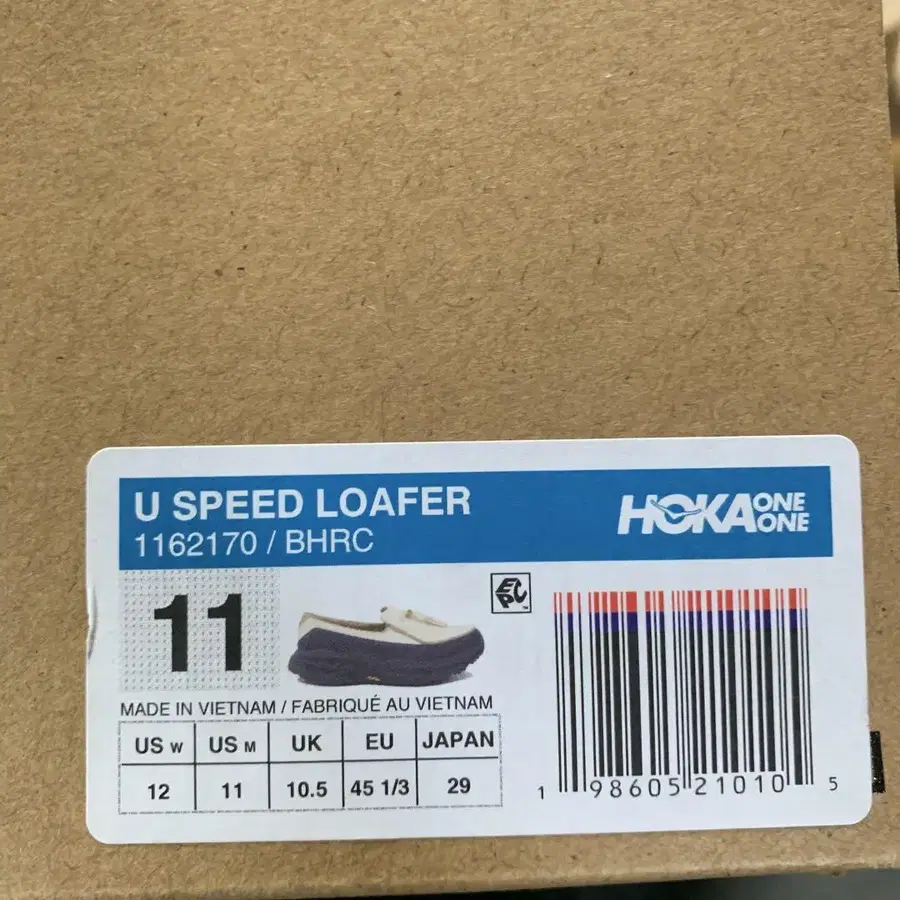 U SPEED LOAFER
1162170 / BHRC
HOKA ONE ONE
11
EPC™
MADE IN VIETNAM / FABRIQUÉ AU VIETNAM
US W US M UK EU JAPAN
12 11 10.5 45 1/3 29
1 98605 21010 5